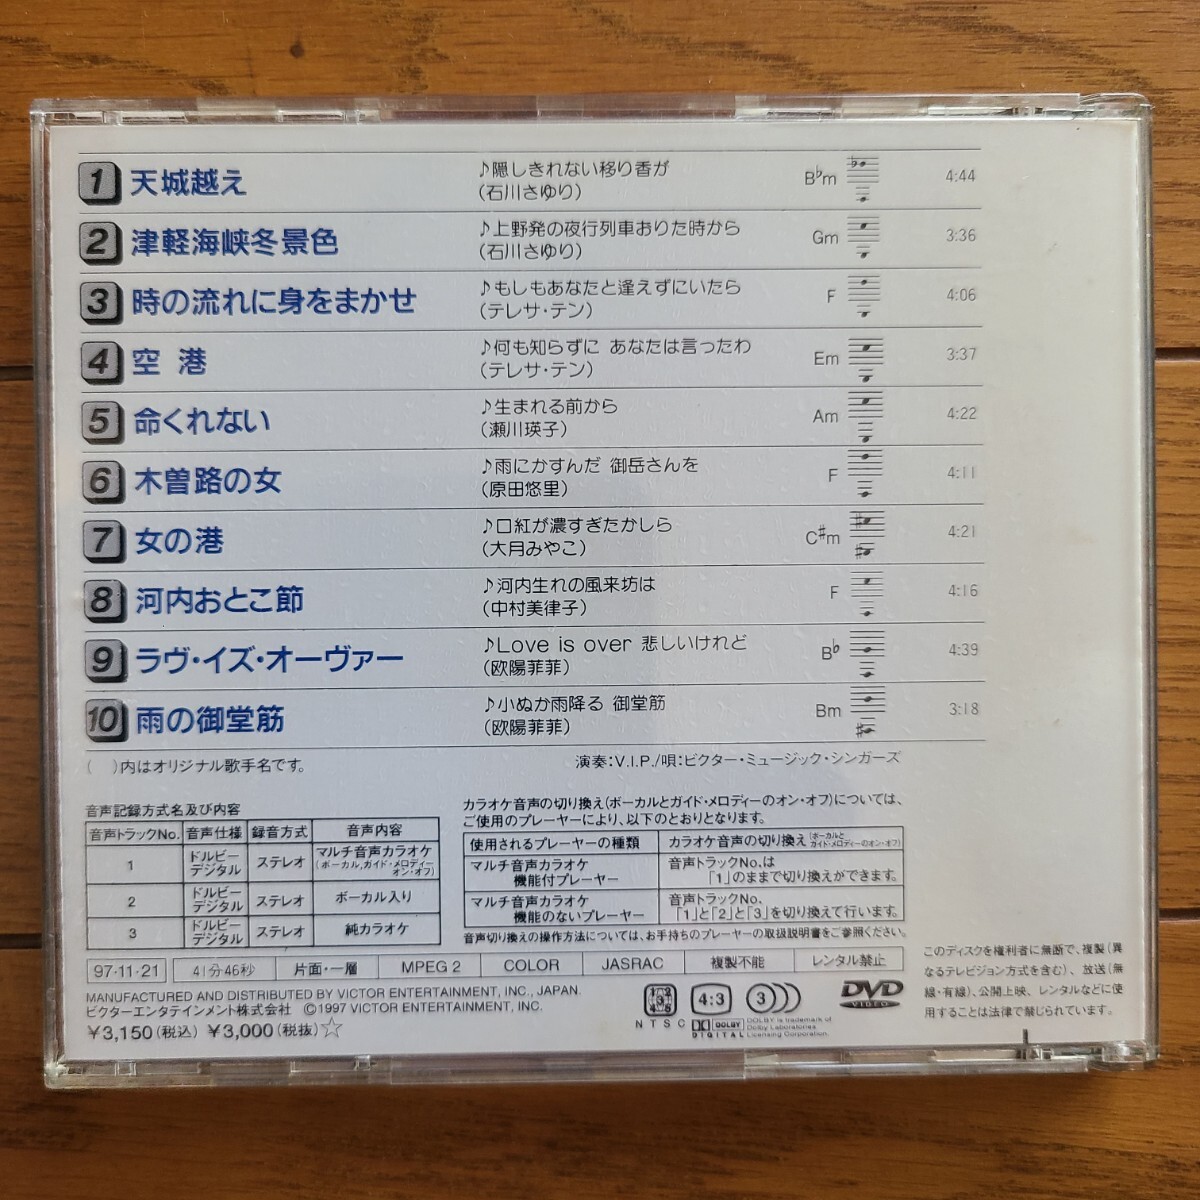 1 天城越え ♪隠しきれない移り香が B♭m 4:44
(石川さゆり)
2 津軽海峡冬景色 ♪上野発の夜行列車おりた時から Gm 3:36
(石川さゆり)
3 時の流れに身をまかせ ♪もしもあなたと逢えずにいたら F 4:06
(テレサ・テン)
4 空 港 ♪何も知らずに あなたは言ったわ Em 3:37
(テレサ・テン)
5 命くれない ♪生まれる前から Am 4:22
(瀬川瑛子)
6 木曽路の女 ♪雨にかすんだ 御岳さんを F 4:11
(原田悠里)
7 女の港 ♪口紅が濃すぎたかしら C♯m 4:21
(大月みやこ)
8 河内おとこ節 ♪河内生れの風来坊は F 4:16
(中村美律子)
9 ラヴ・イズ・オーヴァー ♪Love is over 悲しいけれど B♭ 4:39
(欧陽菲菲)
10 雨の御堂筋 ♪小ぬか雨降る 御堂筋 Bm 3:18
(欧陽菲菲)
( )内はオリジナル歌手名です。
演奏:V.I.P./唄:ビクター・ミュージック・シンガーズ
音声記録方式名及び内容
音声トラックNo. 音声仕様 録音方式 音声内容
1 ドルビーデジタル ステレオ マルチ音声カラオケ
(ボーカル,ガイド・メロディーオン・オフ)
2 ドルビーデジタル ステレオ ボーカル入り
3 ドルビーデジタル ステレオ 純カラオケ
カラオケ音声の切り換え(ボーカルとガイド・メロディーのオン・オフ)については、
ご使用のプレーヤーにより、以下のとおりとなります。
使用されるプレーヤーの種類 カラオケ音声の切り換え(ボーカルとガイド・メロディーのオン・オフ)
マルチ音声カラオケ 音声トラックNo.は
機能付プレーヤー 「1」のままで切り換えができます。
マルチ音声カラオケ 音声トラックNo.
機能のないプレーヤー 「1」と「2」と「3」を切り換えて行います。
音声切り換えの操作方法については、お手持ちのプレーヤーの取扱説明書をご参照ください。
97・11・21 41分46秒 片面・一層 MPEG 2 COLOR JASRAC 複製不能 レンタル禁止
MANUFACTURED AND DISTRIBUTED BY VICTOR ENTERTAINMENT, INC., JAPAN.
ビクターエンタテインメント株式会社 ©1997 VICTOR ENTERTAINMENT, INC.
¥3,150(税込) ¥3,000(税抜)☆
NTSC
4:3
3
DOLBY
DIGITAL
DOLBY is trademark of
Dolby Laboratories
Licensing Corporation.
DVD
VIDEO
このディスクを権利者に無断で、複製(異
なるテレビジョン方式を含む)、放送(無
線・有線)、公開上映、レンタルなどに使
用することは法律で禁じられています。